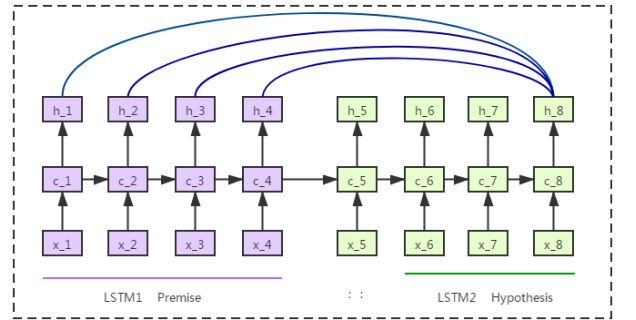 h_1 h_2 h_3 h_4 h_5 h_6 h_7 h_8
c_1 c_2 c_3 c_4 c_5 c_6 c_7 c_8
x_1 x_2 x_3 x_4 x_5 x_6 x_7 x_8
LSTM1 Premise : : LSTM2 Hypothesis